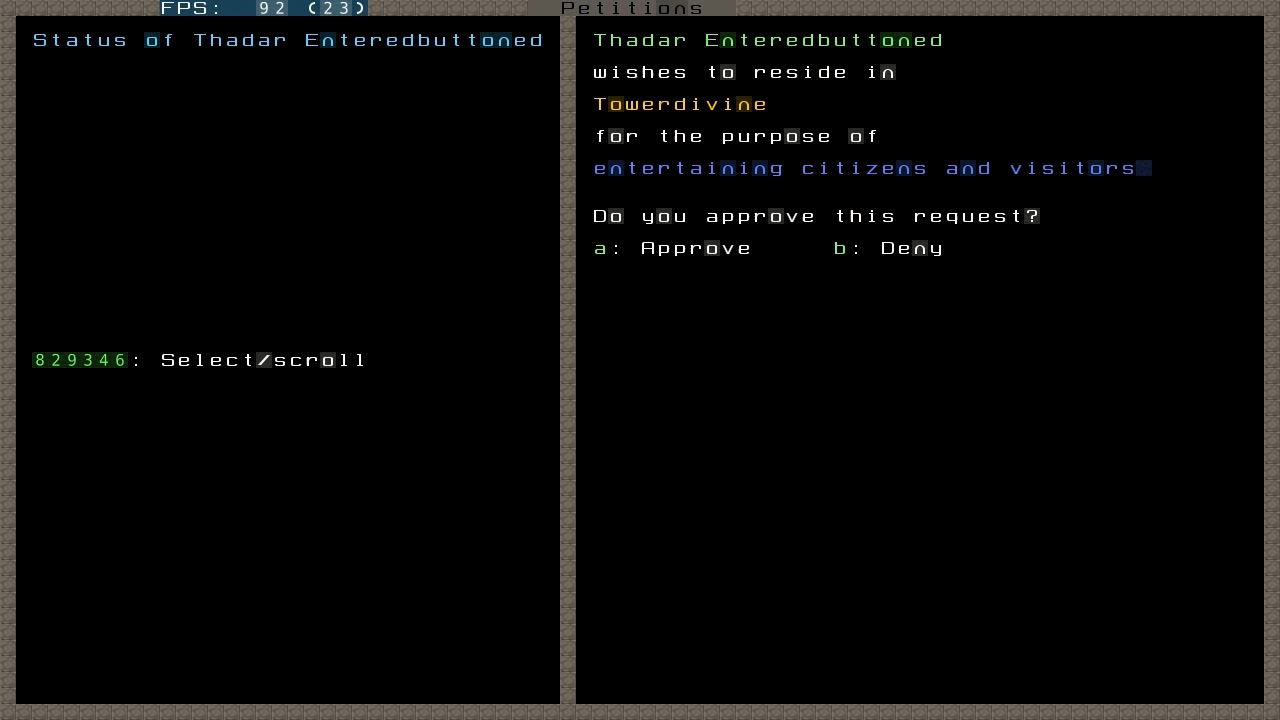 FPS: 92 (23)
Petitions
Status of Thadar Enteredbuttoned
829346: Select/scroll
Thadar Enteredbuttoned
wishes to reside in
Towerdivine
for the purpose of
entertaining citizens and visitors
Do you approve this request?
a: Approve b: Deny